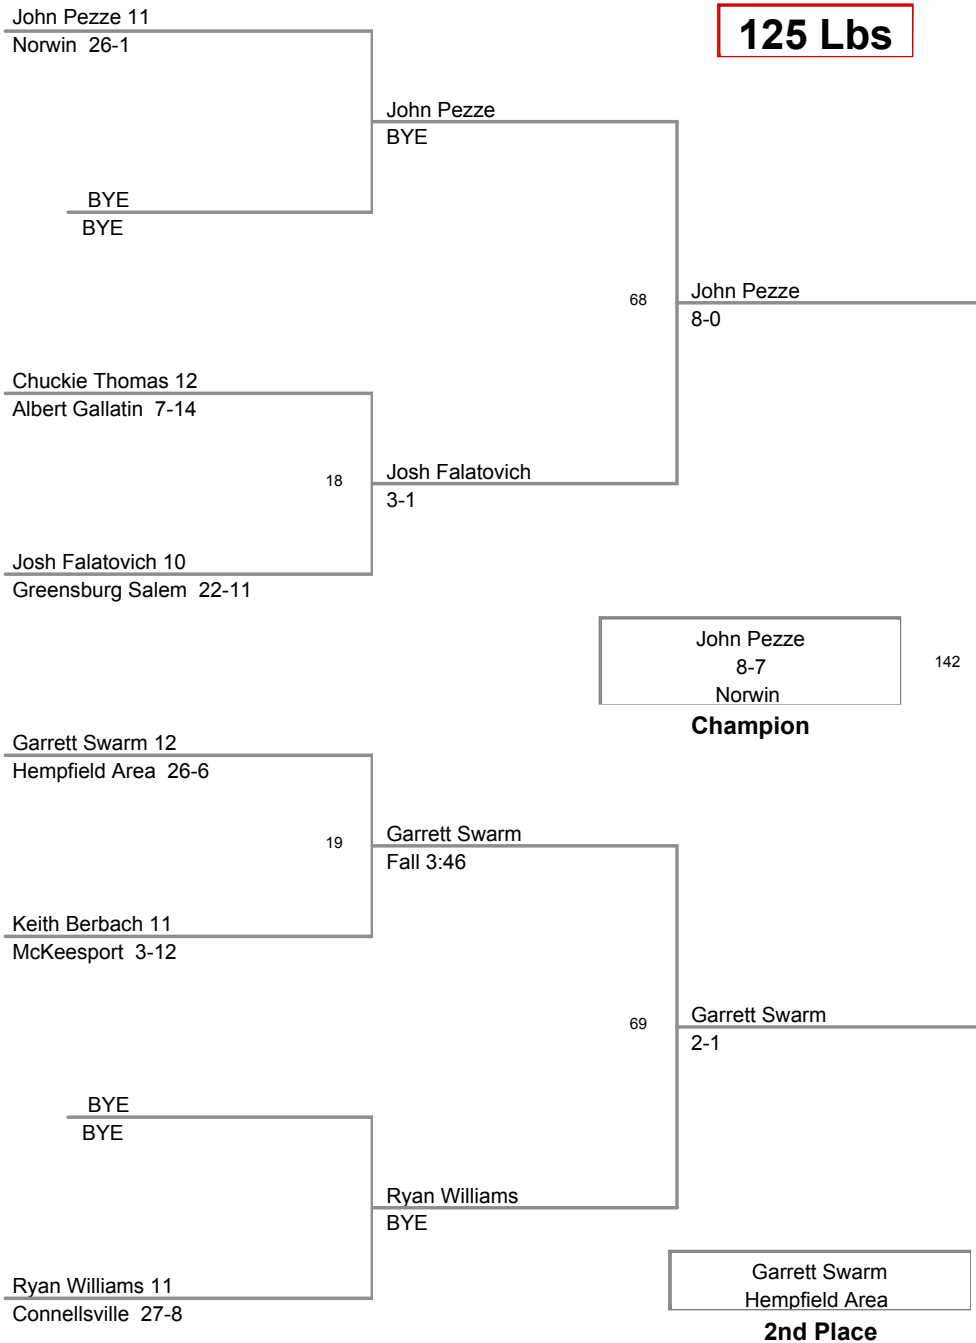 John Pezze 11
Norwin 26-1
125 Lbs
John Pezze
BYE
BYE
BYE
68
John Pezze
8-0
Chuckie Thomas 12
Albert Gallatin 7-14
18
Josh Falatovich
3-1
Josh Falatovich 10
Greensburg Salem 22-11
John Pezze
8-7
Norwin
142
Champion
Garrett Swarm 12
Hempfield Area 26-6
19
Garrett Swarm
Fall 3:46
Keith Berbach 11
McKeesport 3-12
69
Garrett Swarm
2-1
BYE
BYE
Ryan Williams
BYE
Ryan Williams 11
Connellsville 27-8
Garrett Swarm
Hempfield Area
2nd Place